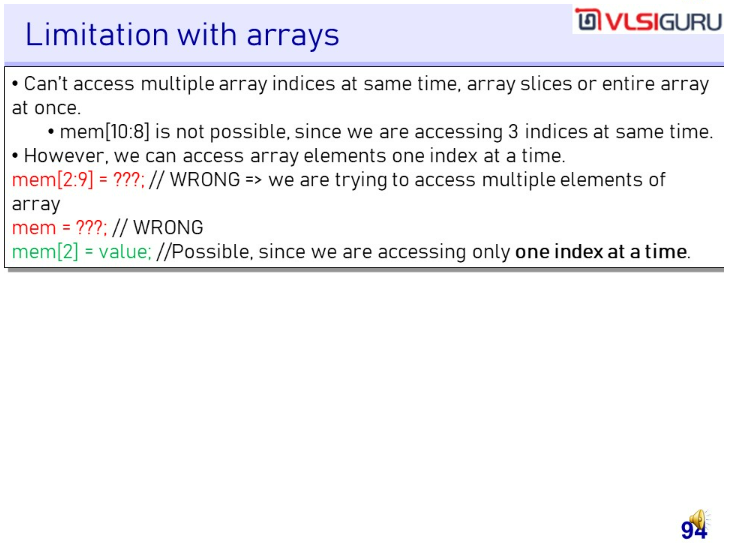 Limitation with arrays
VLSIGURU
• Can't access multiple array indices at same time, array slices or entire array
at once.
• mem[10:8] is not possible, since we are accessing 3 indices at same time.
• However, we can access array elements one index at a time.
mem[2:9] = ???; // WRONG => we are trying to access multiple elements of
array
mem = ???; // WRONG
mem[2] = value; //Possible, since we are accessing only one index at a time.
94